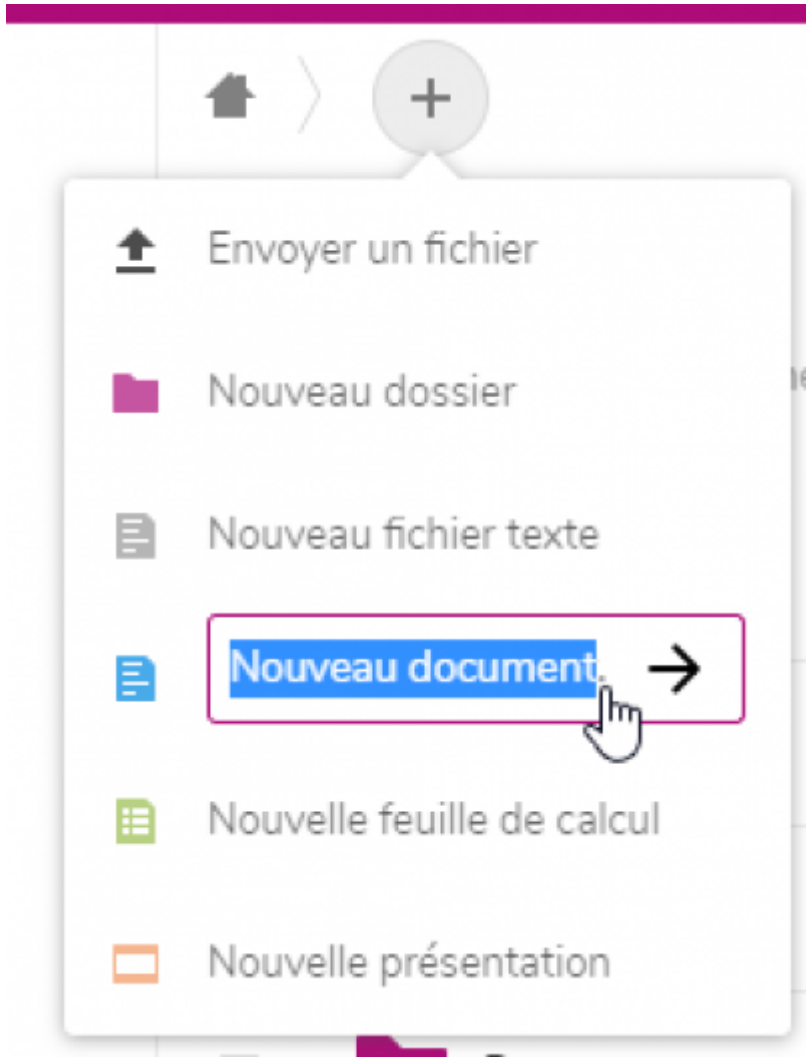 Envoyer un fichier
Nouveau dossier
Nouveau fichier texte
Nouveau document.
Nouvelle feuille de calcul
Nouvelle présentation